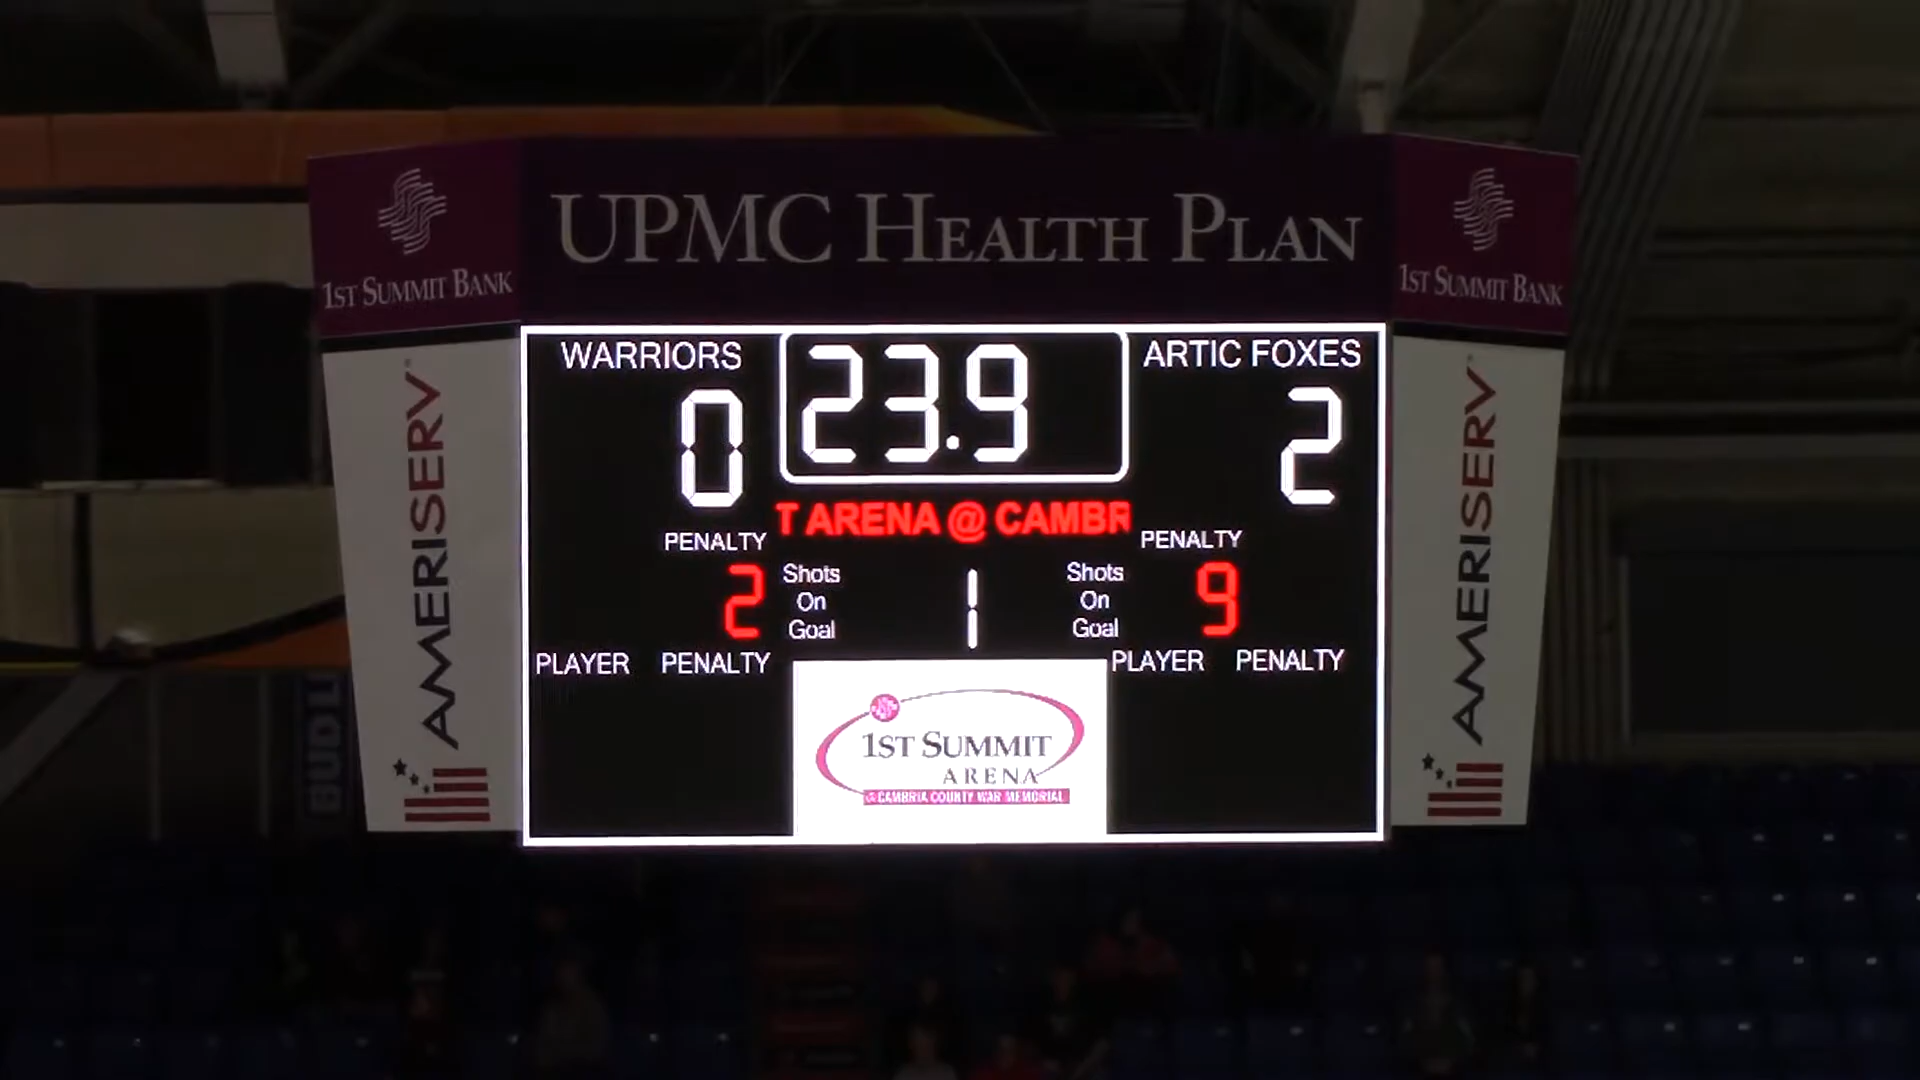 UPMC HEALTH PLAN
1ST SUMMIT BANK
1ST SUMMIT BANK
AMERISERV
AMERISERV
WARRIORS
23.9
ARTIC FOXES
0
2
T ARENA @ CAMBR
PENALTY
PENALTY
2
Shots
On
Goal
1
Shots
On
Goal
9
PLAYER PENALTY
PLAYER PENALTY
1ST SUMMIT
ARENA
@ CAMBRIA COUNTY WAR MEMORIAL
BUD L